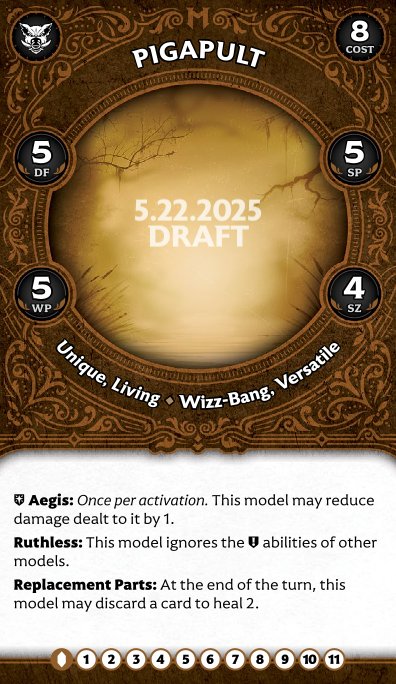 M
PIGAPULT
8
COST
5
DF
5
SP
5.22.2025
DRAFT
5
WP
4
SZ
Unique, Living ◆ Wizz-Bang, Versatile
Aegis: Once per activation. This model may reduce
damage dealt to it by 1.
Ruthless: This model ignores the abilities of other
models.
Replacement Parts: At the end of the turn, this
model may discard a card to heal 2.
1 2 3 4 5 6 7 8 9 10 11